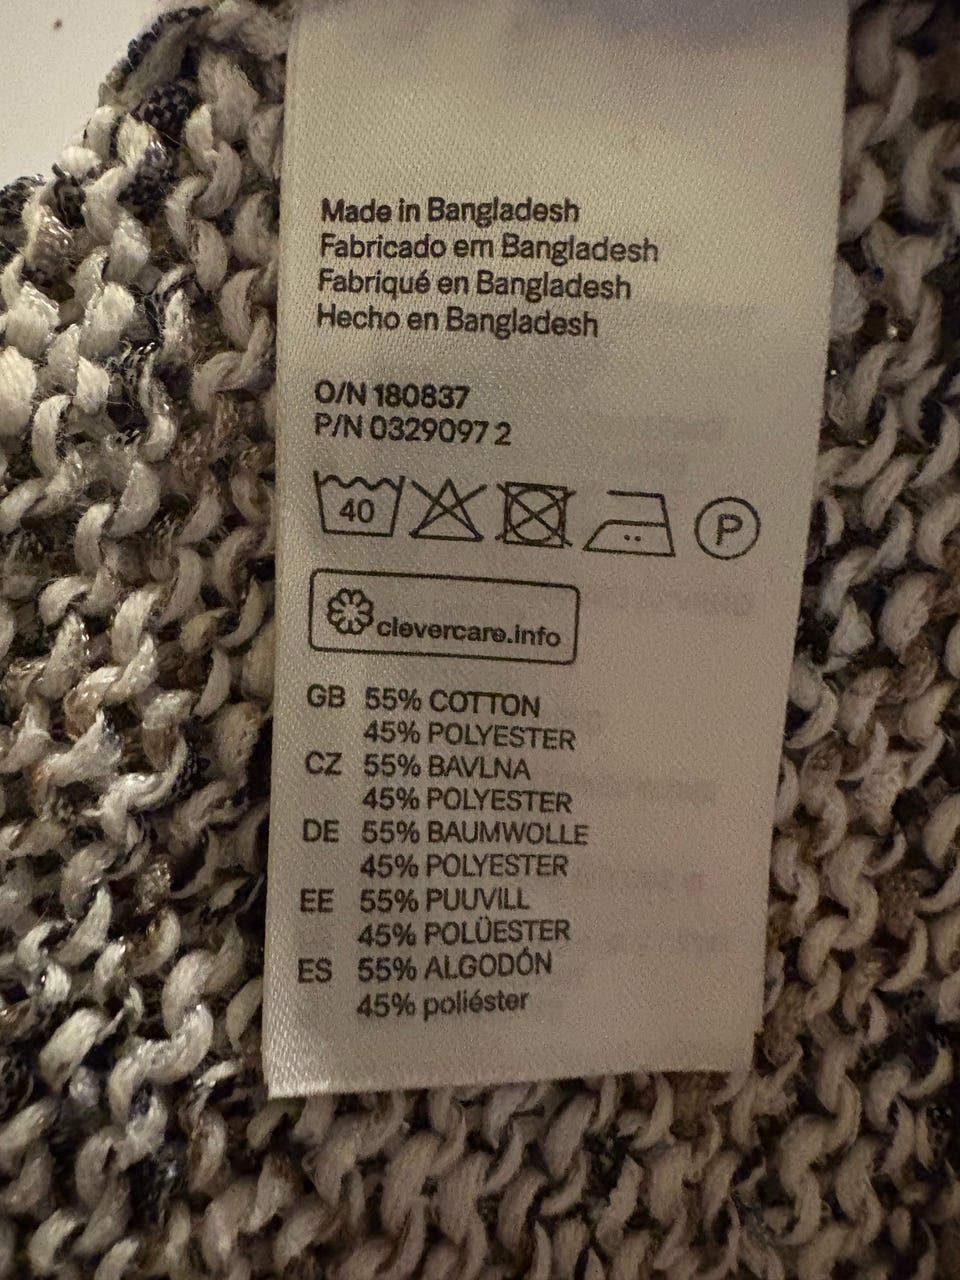 Made in Bangladesh
Fabricado em Bangladesh
Fabriqué en Bangladesh
Hecho en Bangladesh
O/N 180837
P/N 0329097 2
40 P
clevercare.info
GB 55% COTTON
45% POLYESTER
CZ 55% BAVLNA
45% POLYESTER
DE 55% BAUMWOLLE
45% POLYESTER
EE 55% PUUVILL
45% POLÜESTER
ES 55% ALGODÓN
45% poliéster